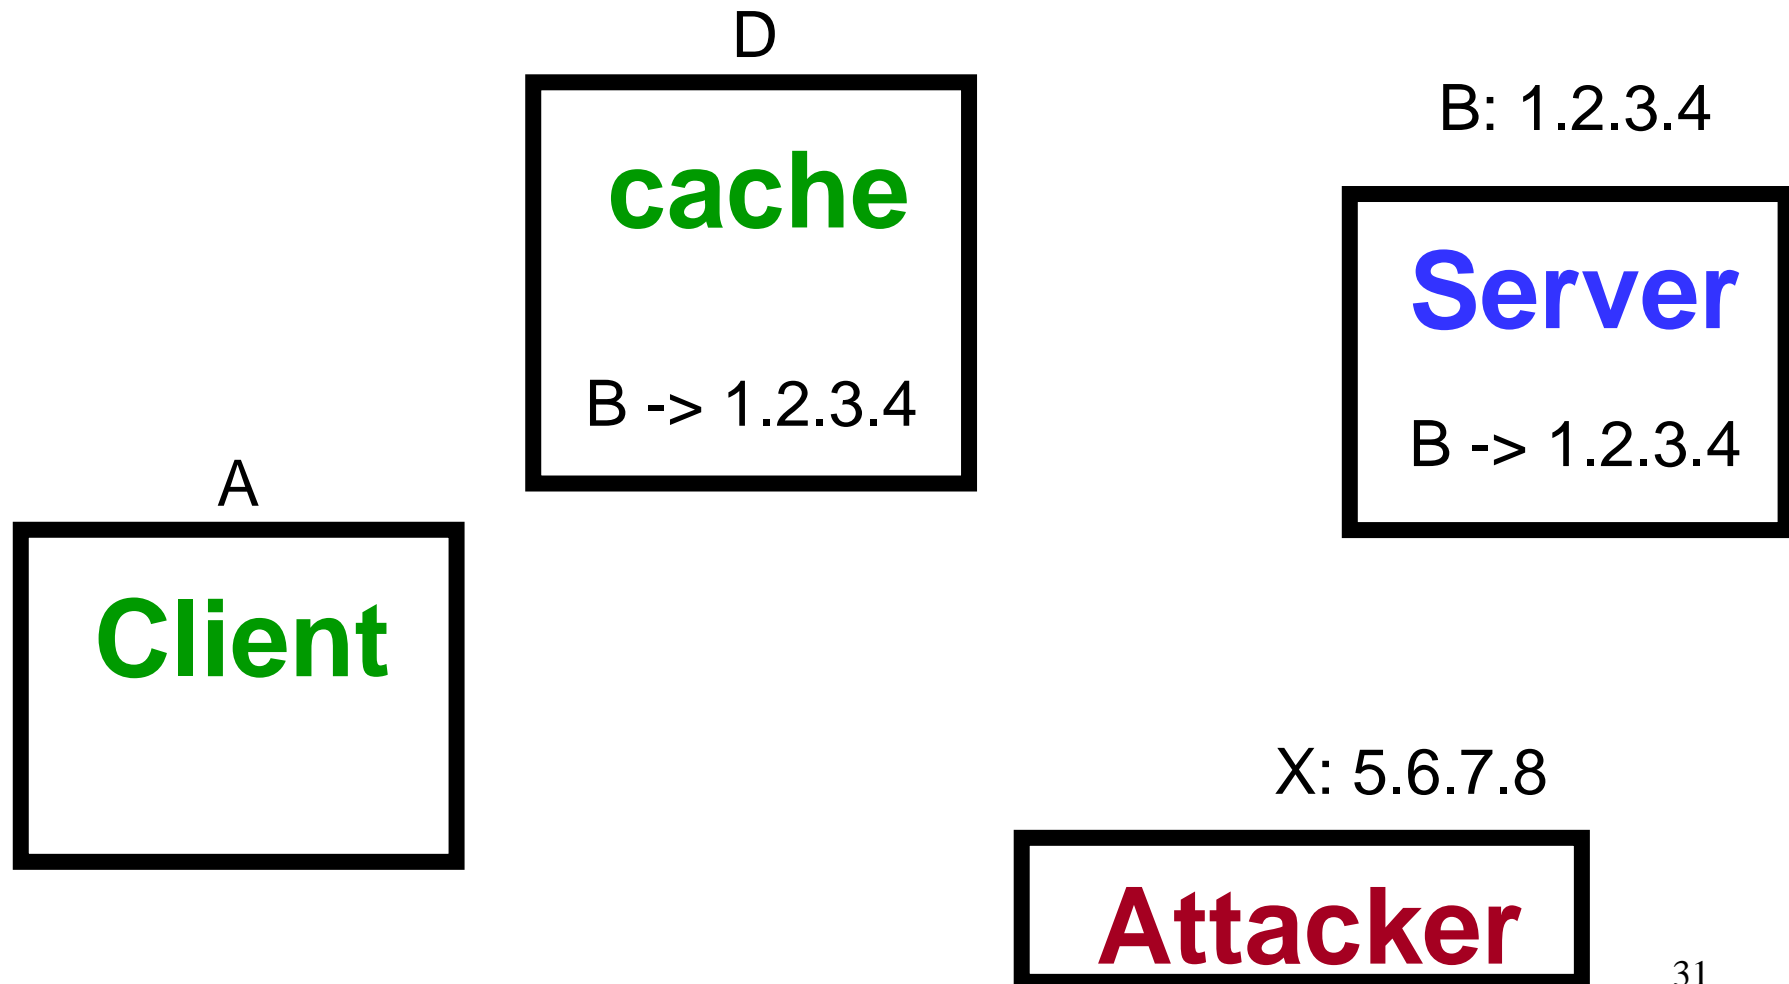 D
cache
B -> 1.2.3.4
B: 1.2.3.4
Server
B -> 1.2.3.4
A
Client
X: 5.6.7.8
Attacker
31